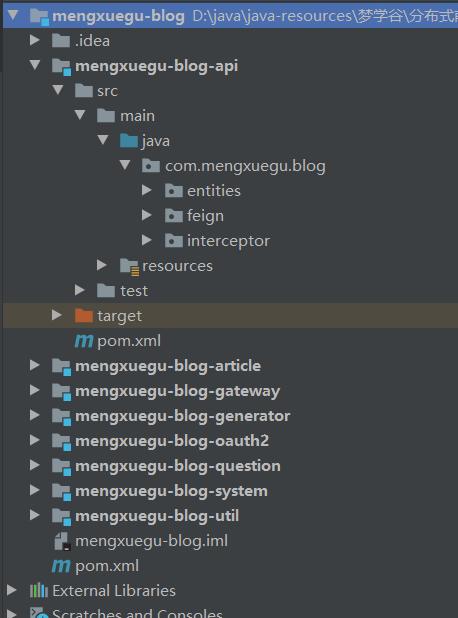 mengxuegu-blog D:\java\java-resources\梦学谷\分布式
.idea
mengxuegu-blog-api
src
main
java
com.mengxuegu.blog
entities
feign
interceptor
resources
test
target
pom.xml
mengxuegu-blog-article
mengxuegu-blog-gateway
mengxuegu-blog-generator
mengxuegu-blog-oauth2
mengxuegu-blog-question
mengxuegu-blog-system
mengxuegu-blog-util
mengxuegu-blog.iml
pom.xml
External Libraries
Scratches and Consoles